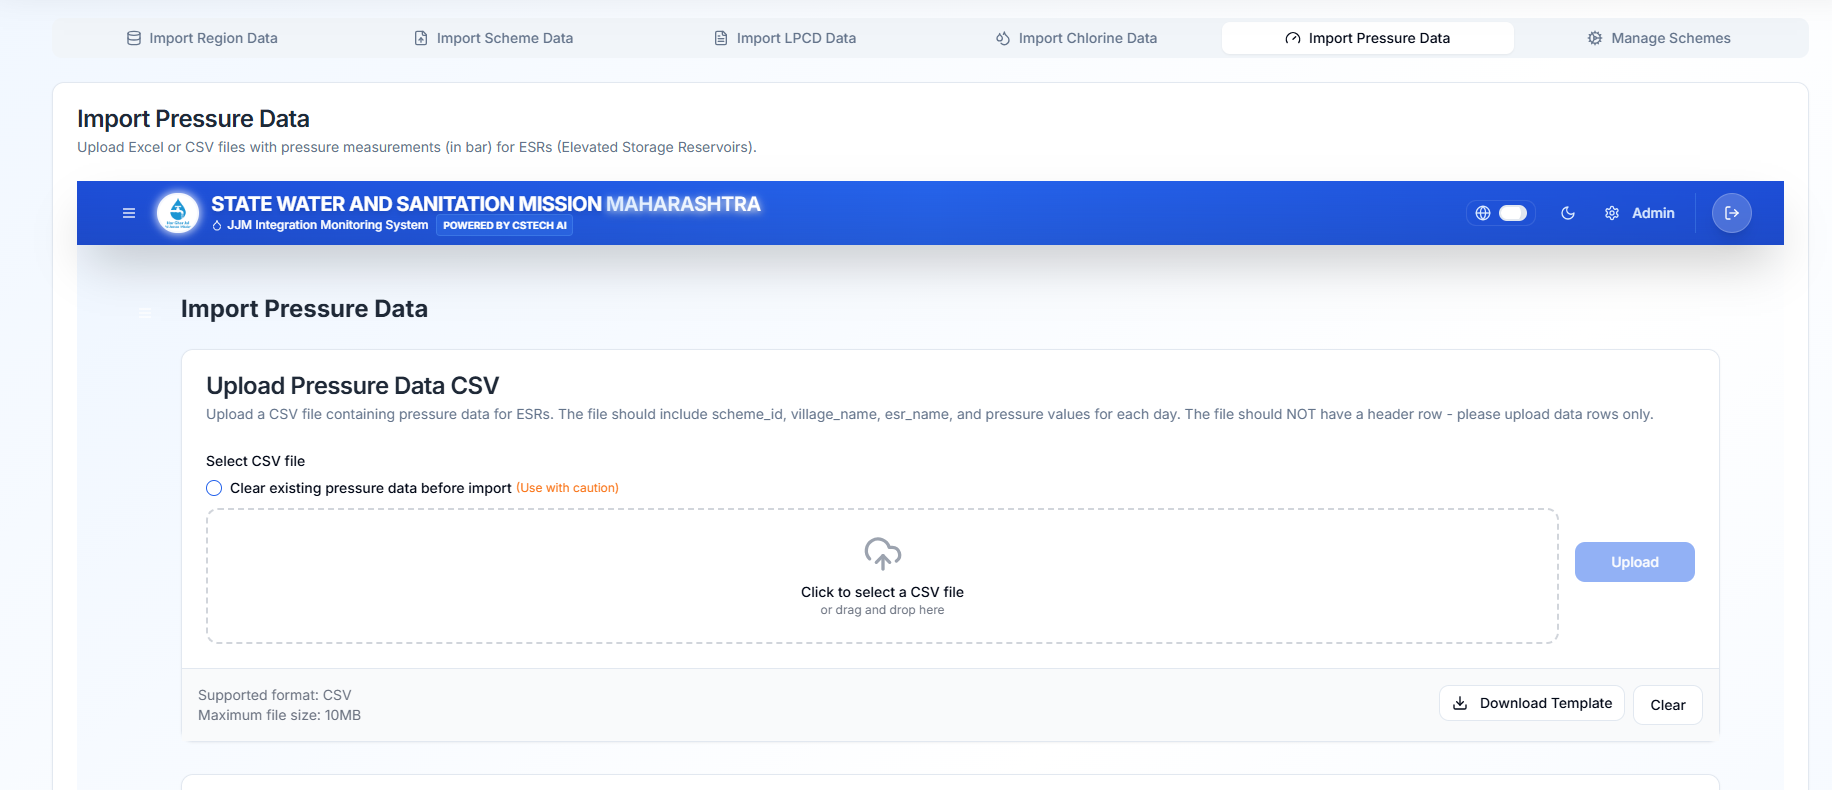 Import Region Data
Import Scheme Data
Import LPCD Data
Import Chlorine Data
Import Pressure Data
Manage Schemes
Import Pressure Data
Upload Excel or CSV files with pressure measurements (in bar) for ESRs (Elevated Storage Reservoirs).
STATE WATER AND SANITATION MISSION MAHARASHTRA
JJM Integration Monitoring System
POWERED BY CSTECH AI
Admin
Import Pressure Data
Upload Pressure Data CSV
Upload a CSV file containing pressure data for ESRs. The file should include scheme_id, village_name, esr_name, and pressure values for each day. The file should NOT have a header row - please upload data rows only.
Select CSV file
Clear existing pressure data before import (Use with caution)
Click to select a CSV file
or drag and drop here
Upload
Supported format: CSV
Maximum file size: 10MB
Download Template
Clear